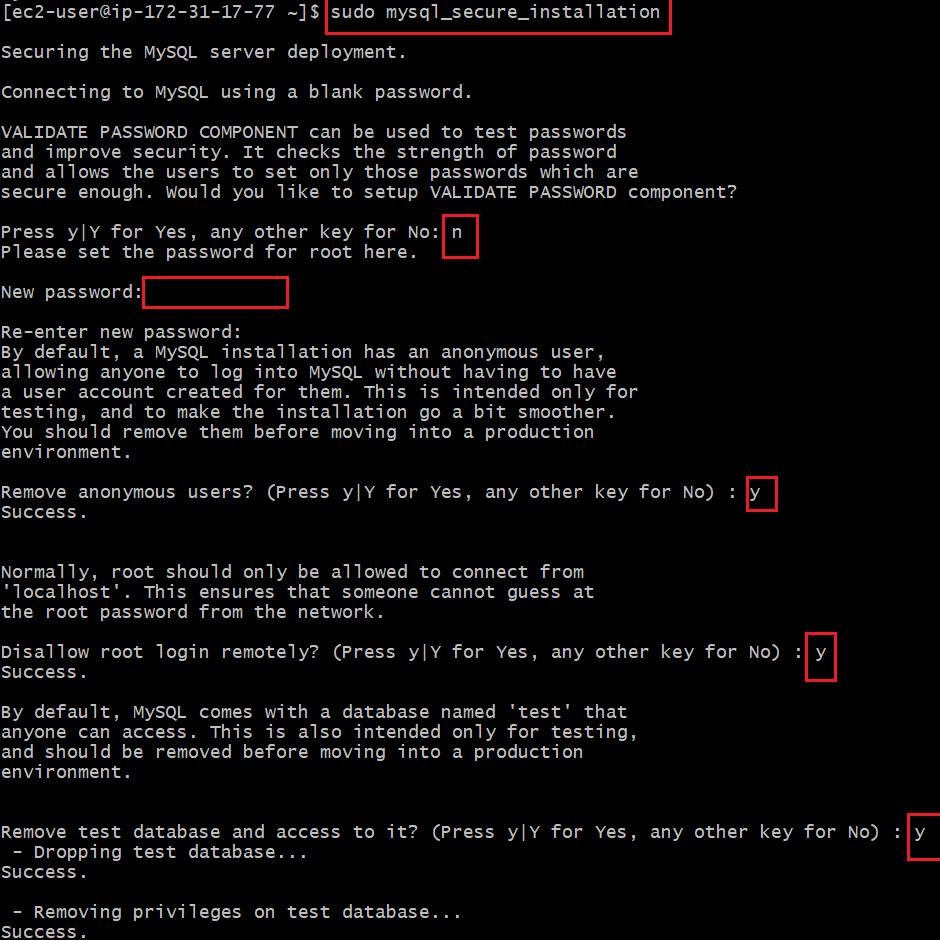 [ec2-user@ip-172-31-17-77 ~]$ sudo mysql_secure_installation
Securing the MySQL server deployment.
Connecting to MySQL using a blank password.
VALIDATE PASSWORD COMPONENT can be used to test passwords
and improve security. It checks the strength of password
and allows the users to set only those passwords which are
secure enough. Would you like to setup VALIDATE PASSWORD component?
Press y|Y for Yes, any other key for No: n
Please set the password for root here.
New password:
Re-enter new password:
By default, a MySQL installation has an anonymous user,
allowing anyone to log into MySQL without having to have
a user account created for them. This is intended only for
testing, and to make the installation go a bit smoother.
You should remove them before moving into a production
environment.
Remove anonymous users? (Press y|Y for Yes, any other key for No) : y
Success.
Normally, root should only be allowed to connect from
'localhost'. This ensures that someone cannot guess at
the root password from the network.
Disallow root login remotely? (Press y|Y for Yes, any other key for No) : y
Success.
By default, MySQL comes with a database named 'test' that
anyone can access. This is also intended only for testing,
and should be removed before moving into a production
environment.
Remove test database and access to it? (Press y|Y for Yes, any other key for No) : y
- Dropping test database...
Success.
- Removing privileges on test database...
Success.